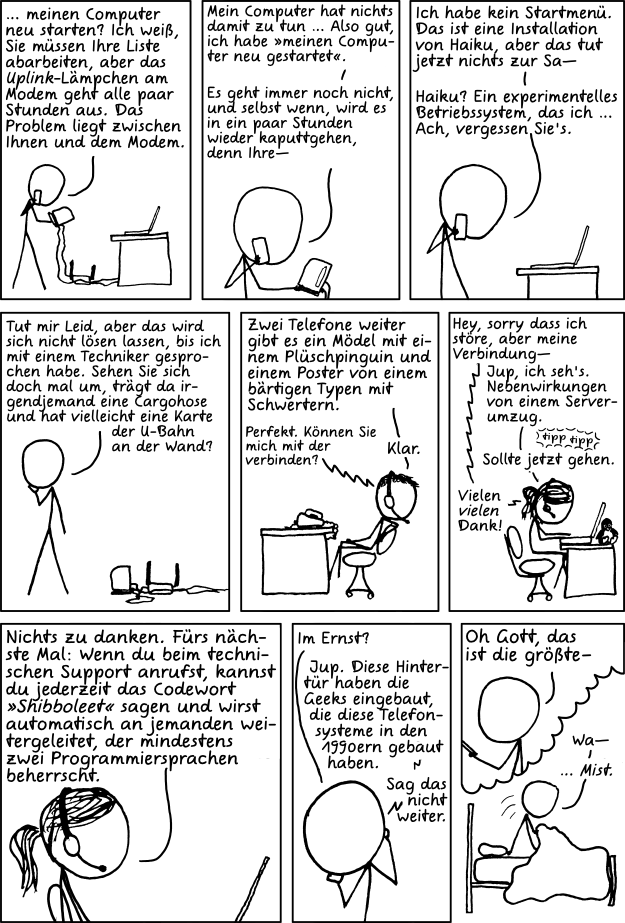 ... meinen Computer
neu starten? Ich weiß,
Sie müssen Ihre Liste
abarbeiten, aber das
Uplink-Lämpchen am
Modem geht alle paar
Stunden aus. Das
Problem liegt zwischen
Ihnen und dem Modem.
Mein Computer hat nichts
damit zu tun ... Also gut,
ich habe »meinen Compu-
ter neu gestartet«.
Es geht immer noch nicht,
und selbst wenn, wird es
in ein paar Stunden
wieder kaputtgehen,
denn Ihre—
Ich habe kein Startmenü.
Das ist eine Installation
von Haiku, aber das tut
jetzt nichts zur Sa—
Haiku? Ein experimentelles
Betriebssystem, das ich ...
Ach, vergessen Sie's.
Tut mir Leid, aber das wird
sich nicht lösen lassen, bis ich
mit einem Techniker gespro-
chen habe. Sehen Sie sich
doch mal um, trägt da ir-
gendjemand eine Cargohose
und hat vielleicht eine Karte
der U-Bahn
an der Wand?
Zwei Telefone weiter
gibt es ein Mödel mit ei-
nem Plüschpinguin und
einem Poster von einem
bärtigen Typen mit
Schwertern.
Perfekt. Können Sie
mich mit der
verbinden?
Klar.
Hey, sorry dass ich
störe, aber meine
Verbindung—
Jup, ich seh's.
Nebenwirkungen
von einem Server-
umzug.
tipp tipp
Sollte jetzt gehen.
Vielen
vielen
Dank!
Nichts zu danken. Fürs näch-
ste Mal: Wenn du beim techni-
schen Support anrufst, kannst
du jederzeit das Codewort
»Shibboleet« sagen und wirst
automatisch an jemanden wei-
tergeleitet, der mindestens
zwei Programmiersprachen
beherrscht.
Im Ernst?
Jup. Diese Hinter-
tür haben die
Geeks eingebaut,
die diese Telefon-
systeme in den
1990ern gebaut
haben.
Sag das
nicht
weiter.
Oh Gott, das
ist die größte—
Wa—
... Mist.